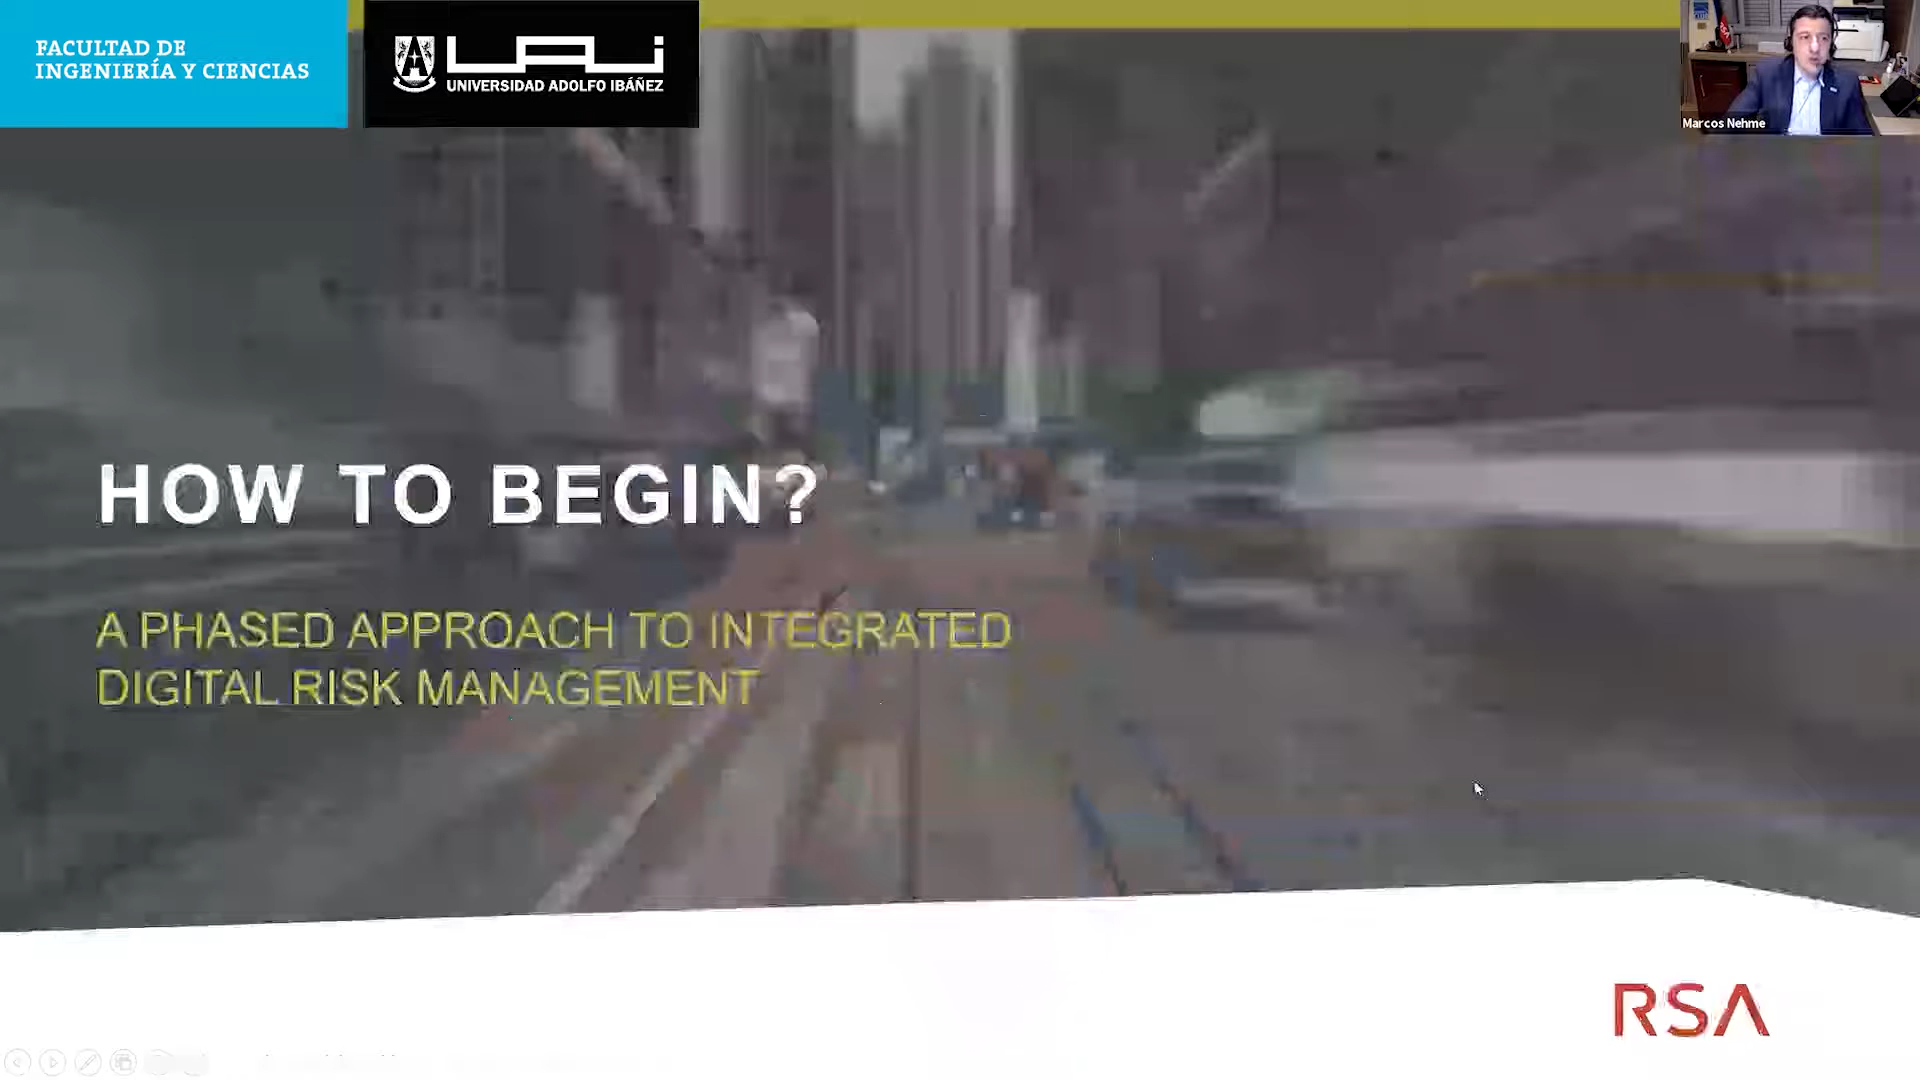 FACULTAD DE
INGENIERÍA Y CIENCIAS
UAI
UNIVERSIDAD ADOLFO IBÁÑEZ
Marcos Nehme
HOW TO BEGIN?
A PHASED APPROACH TO INTEGRATED
DIGITAL RISK MANAGEMENT
RSA